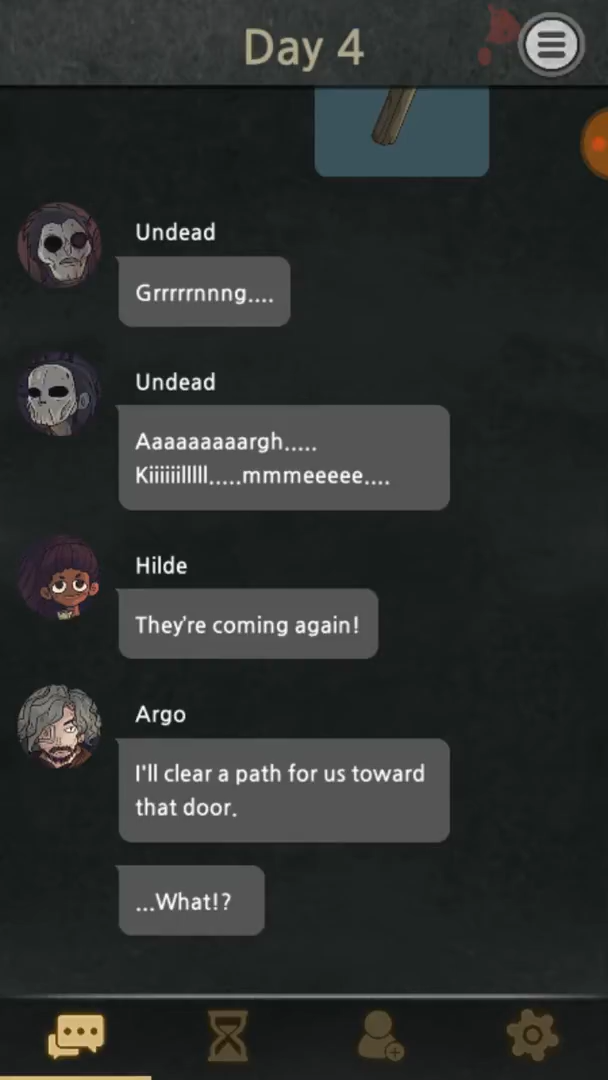 Day 4
Undead
Grrrrrnnng....
Undead
Aaaaaaaaargh.....
Kiiiiiilllll.....mmmeeeee....
Hilde
They're coming again!
Argo
I'll clear a path for us toward
that door.
...What!?